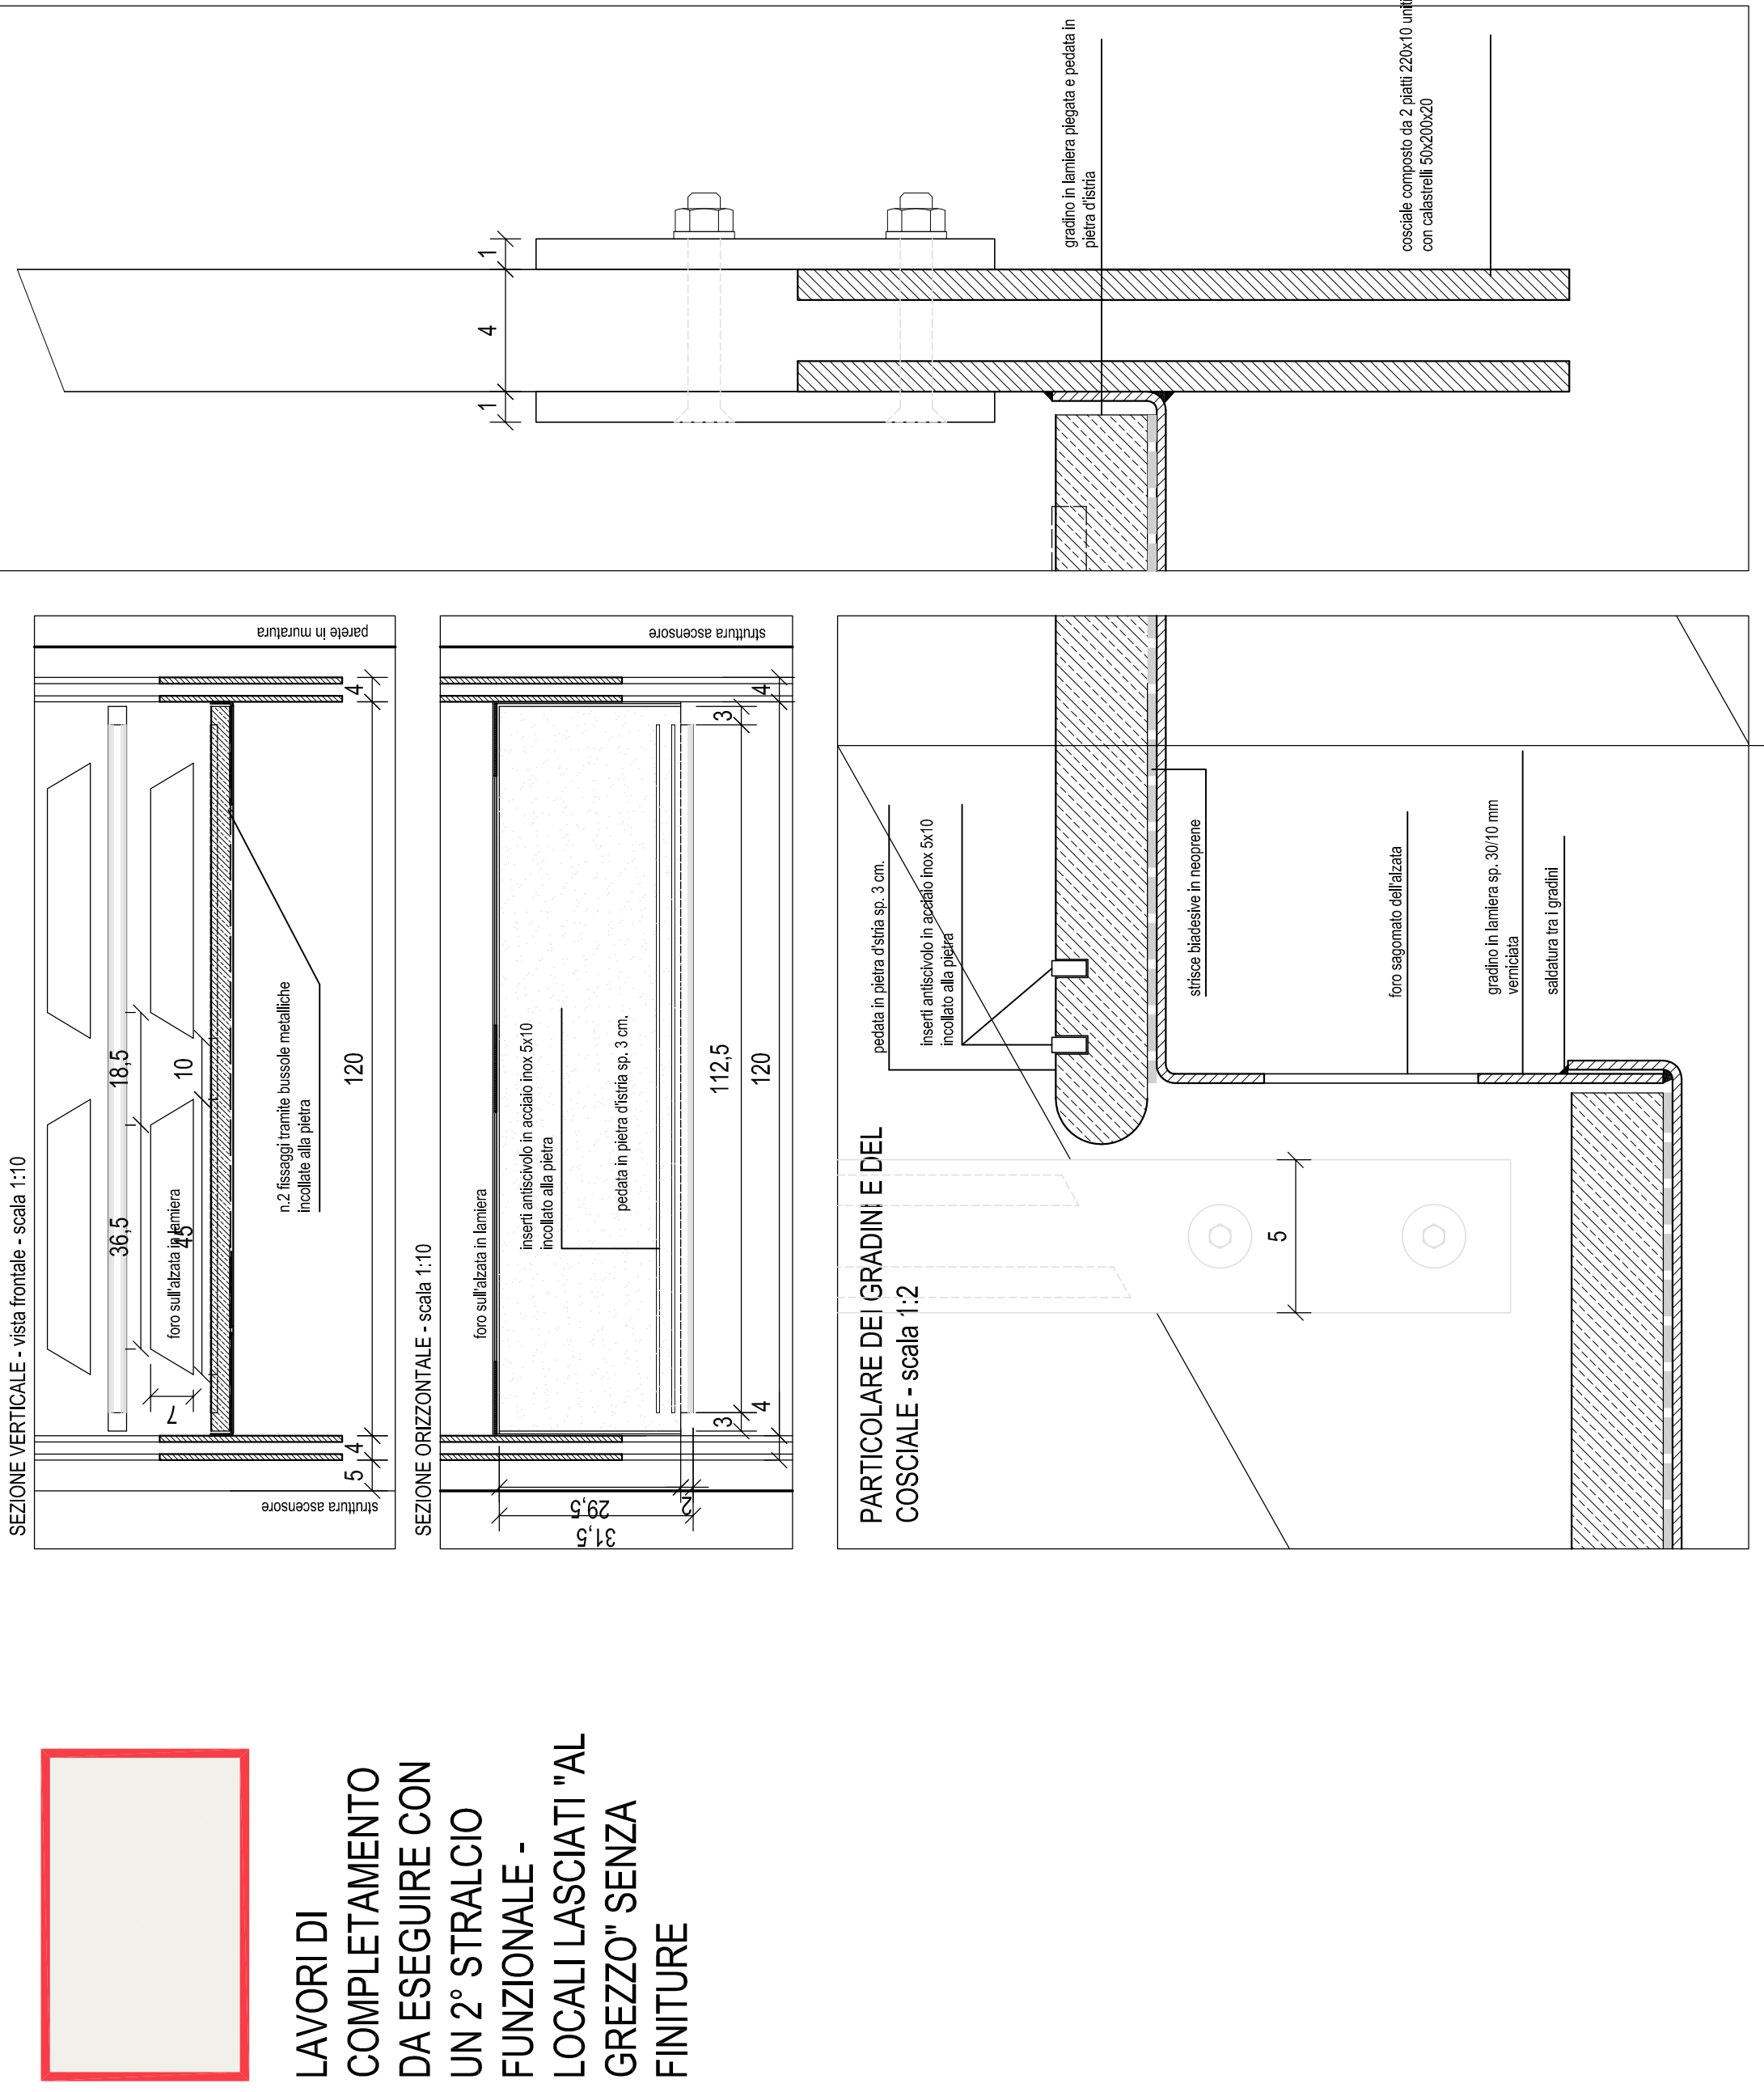 SEZIONE VERTICALE - vista frontale - scala 1:10
parete in muratura
struttura ascensore
foro sull'alzata in lamiera
n.2 fissaggi tramite bussole metalliche
incollate alla pietra
36,5
18,5
45
10
7
5
4
120
4
SEZIONE ORIZZONTALE - scala 1:10
struttura ascensore
foro sull'alzata in lamiera
inserti antiscivolo in acciaio inox 5x10
incollato alla pietra
pedata in pietra d'istria sp. 3 cm.
29,5
2
31,5
3
112,5
3
4
120
4
PARTICOLARE DEI GRADINI E DEL
COSCIALE - scala 1:2
pedata in pietra d'stria sp. 3 cm.
inserti antiscivolo in acciaio inox 5x10
incollato alla pietra
strisce biadesive in neoprene
foro sagomato dell'alzata
gradino in lamiera sp. 30/10 mm
verniciata
saldatura tra i gradini
5
1
4
1
gradino in lamiera piegata e pedata in
pietra d'istria
cosciale composto da 2 piatti 220x10 uniti
con calastrelli 50x200x20
LAVORI DI
COMPLETAMENTO
DA ESEGUIRE CON
UN 2° STRALCIO
FUNZIONALE -
LOCALI LASCIATI "AL
GREZZO" SENZA
FINITURE